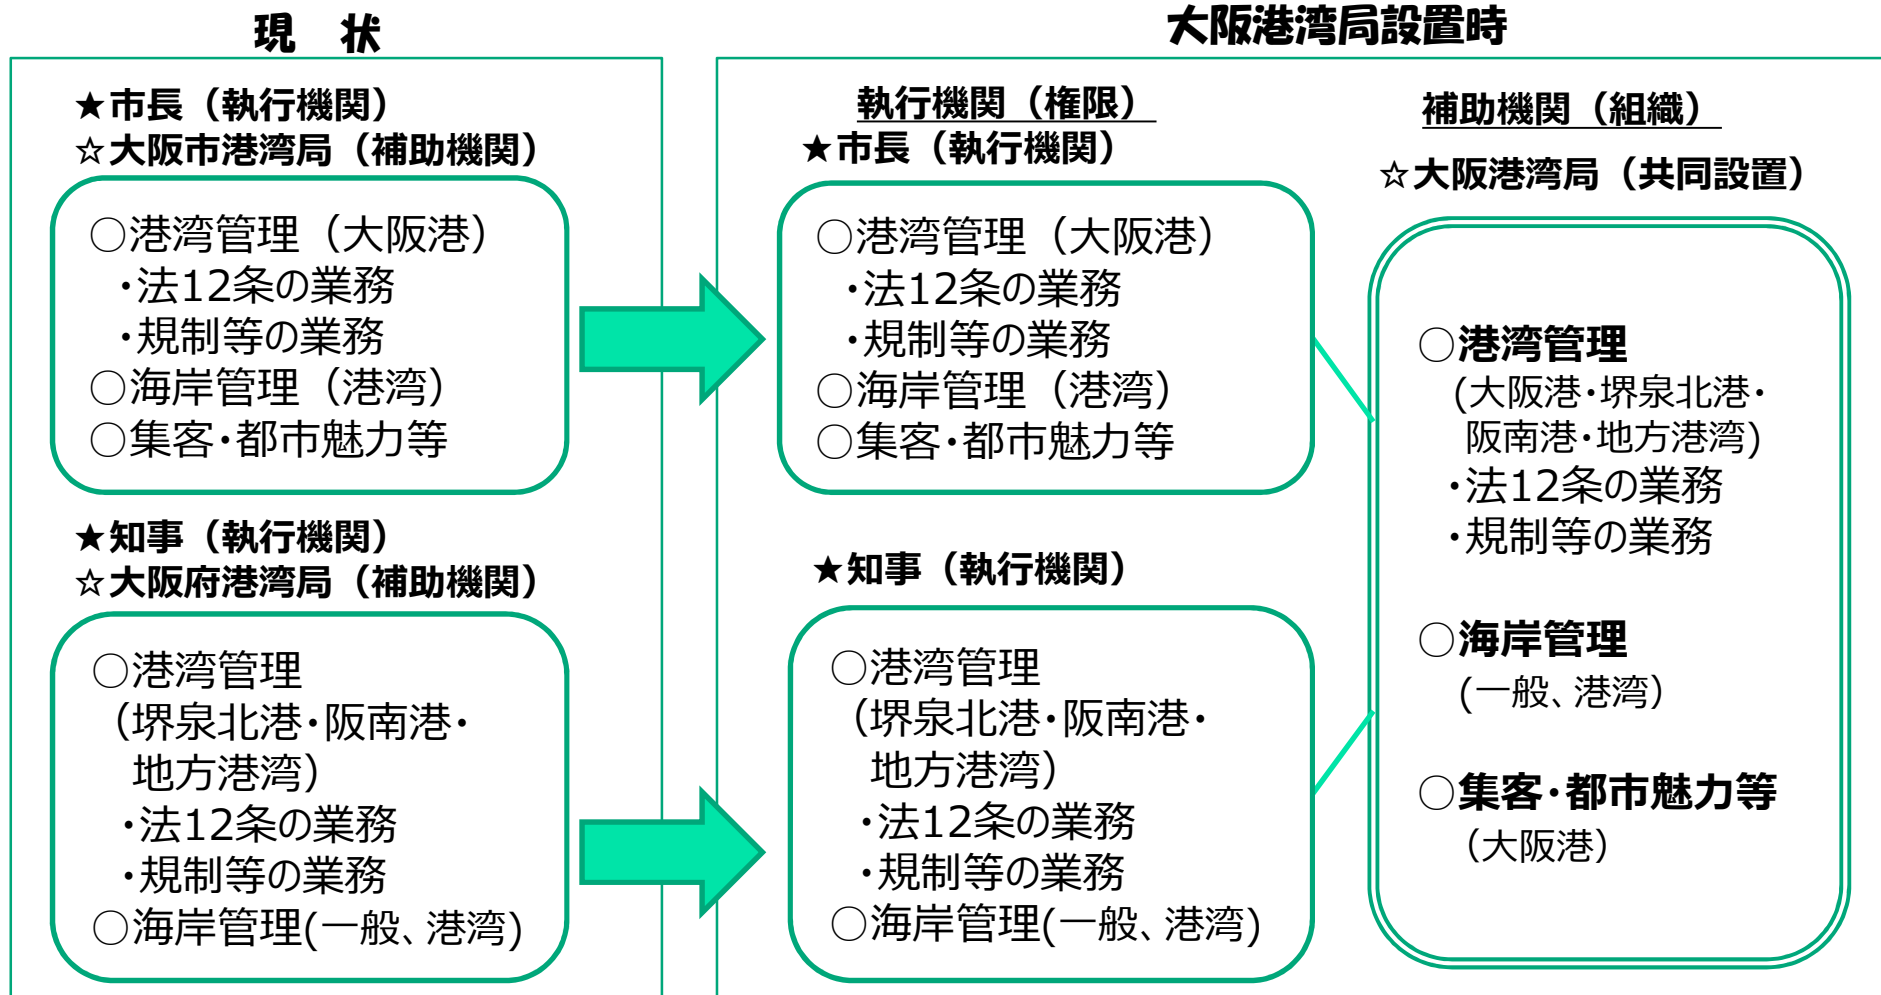 現　状
★市長（執行機関）
☆大阪市港湾局（補助機関）
○港湾管理（大阪港）
・法12条の業務
・規制等の業務
○海岸管理（港湾）
○集客・都市魅力等
★知事（執行機関）
☆大阪府港湾局（補助機関）
○港湾管理
（堺泉北港・阪南港・
地方港湾）
・法12条の業務
・規制等の業務
○海岸管理(一般、港湾)
大阪港湾局設置時
執行機関（権限）
★市長（執行機関）
○港湾管理（大阪港）
・法12条の業務
・規制等の業務
○海岸管理（港湾）
○集客・都市魅力等
★知事（執行機関）
○港湾管理
（堺泉北港・阪南港・
地方港湾）
・法12条の業務
・規制等の業務
○海岸管理(一般、港湾)
補助機関（組織）
☆大阪港湾局（共同設置）
○港湾管理
(大阪港・堺泉北港・
阪南港・地方港湾)
・法12条の業務
・規制等の業務
○海岸管理
(一般、港湾）
○集客・都市魅力等
（大阪港）